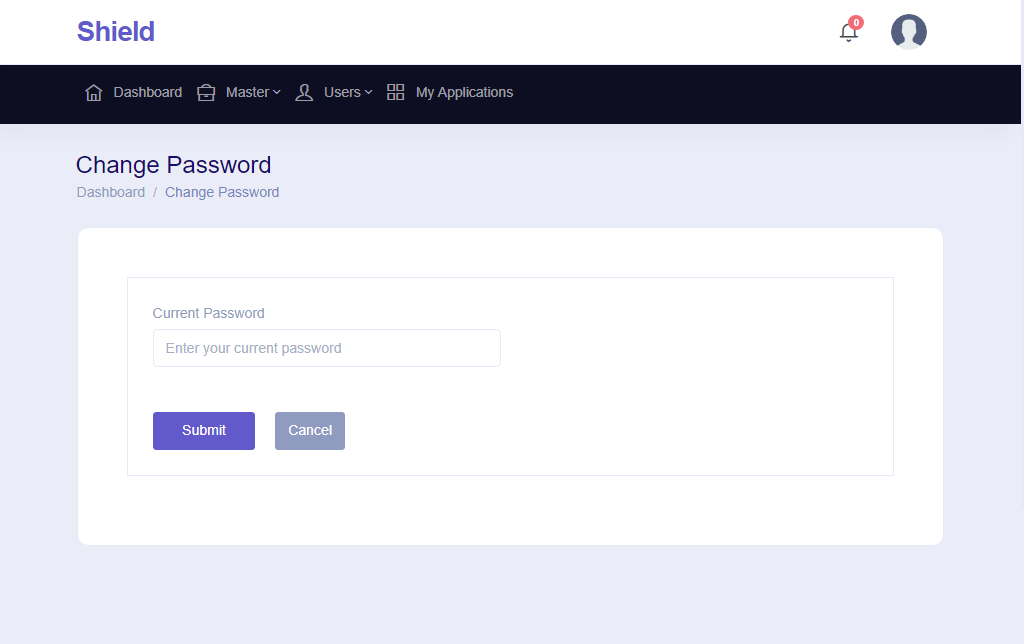 Shield
0
Dashboard Master Users My Applications
Change Password
Dashboard / Change Password
Current Password
Enter your current password
Submit Cancel